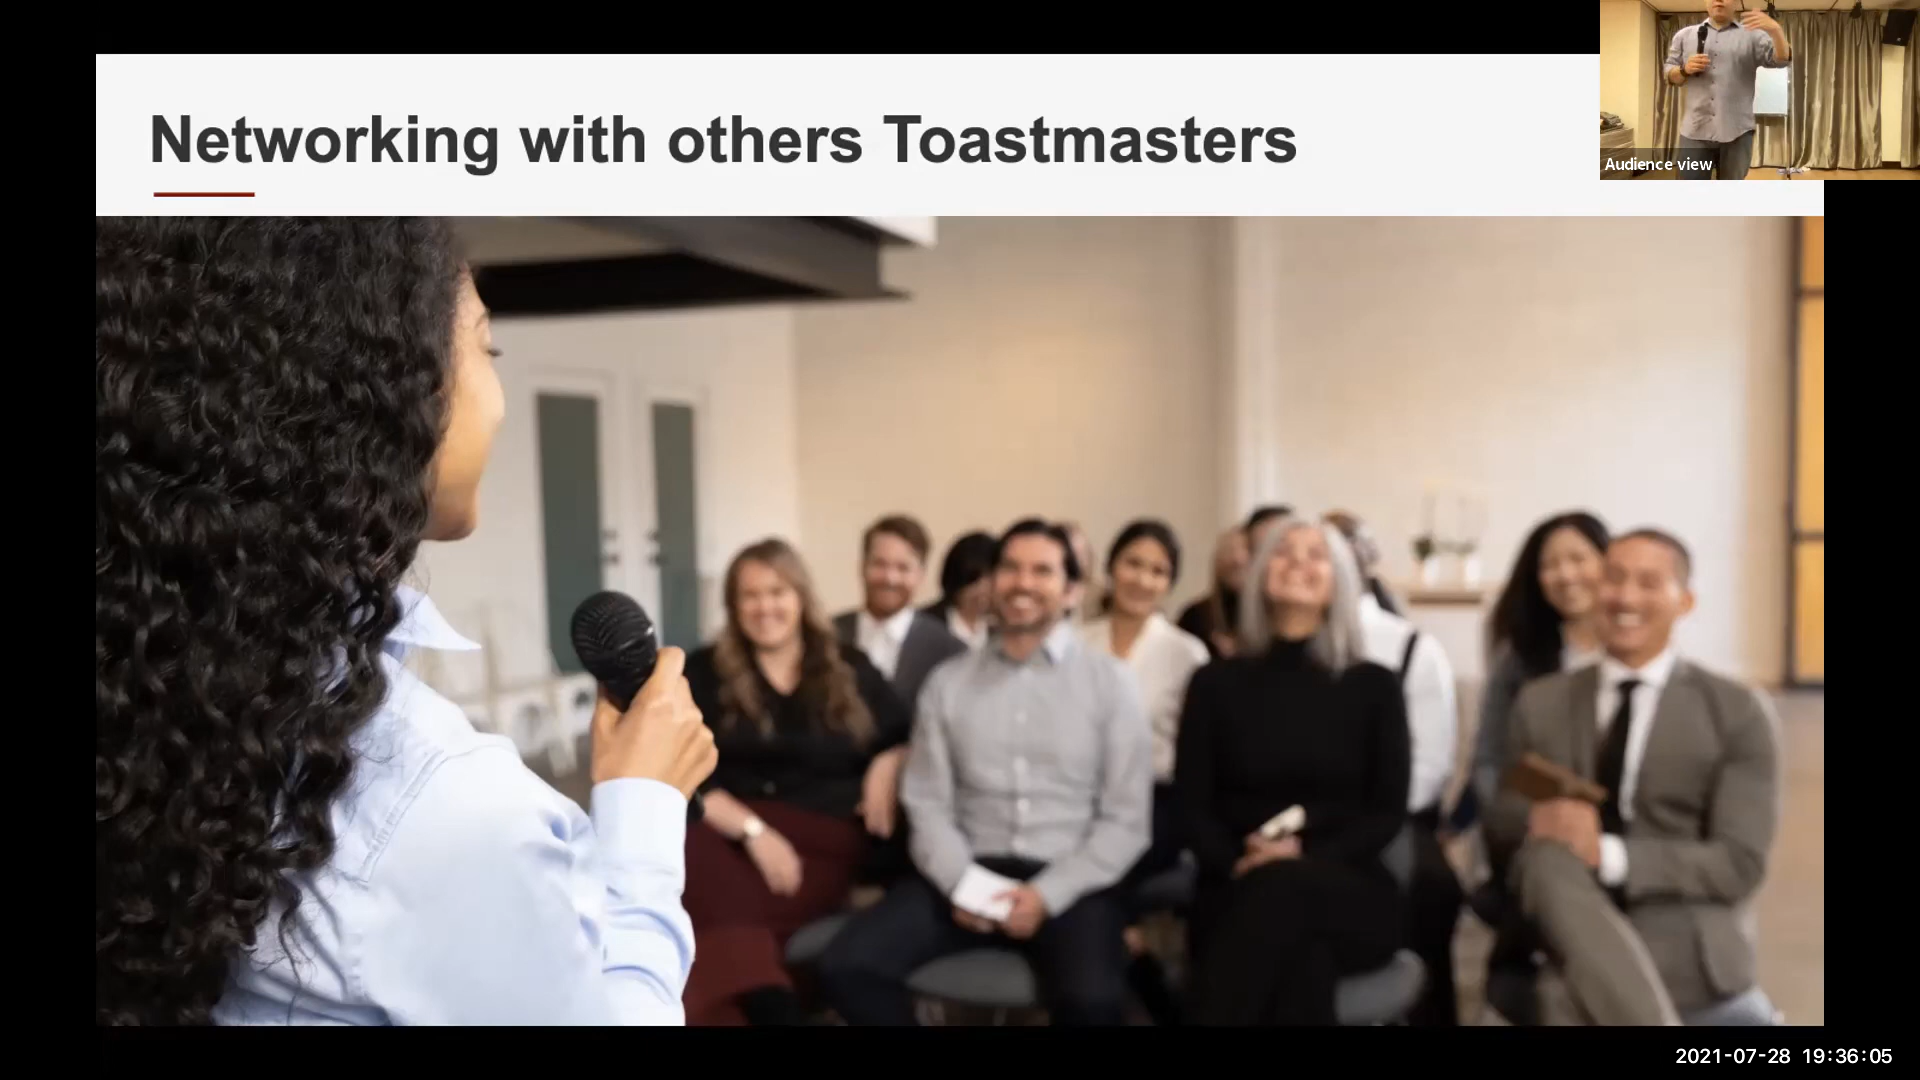 Networking with others Toastmasters
Audience view
2021-07-28 19:36:05